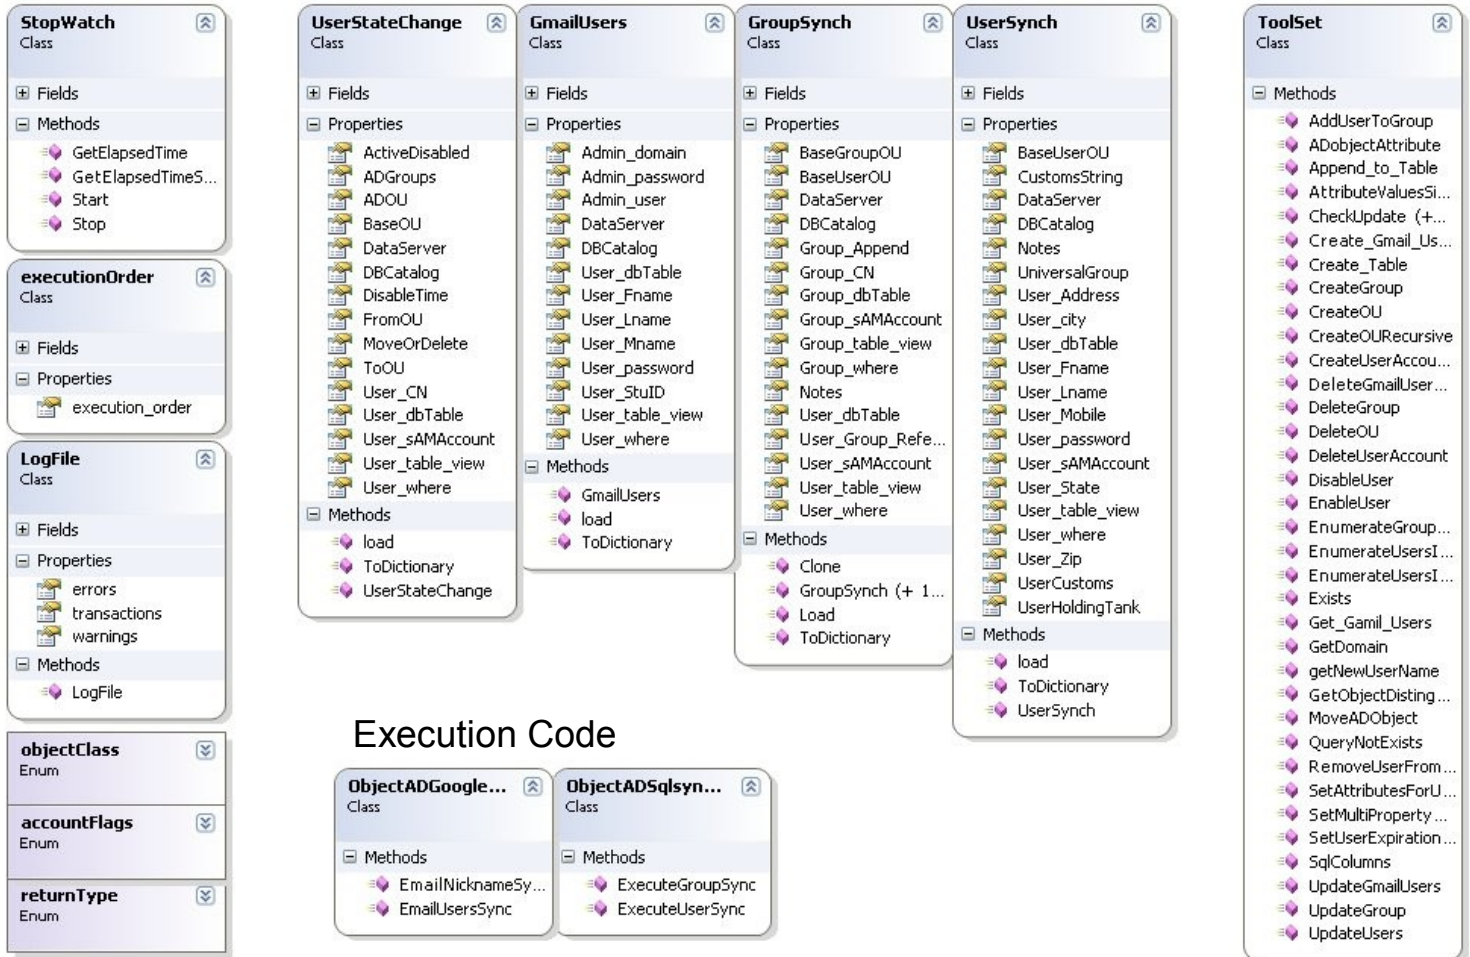 StopWatch
Class
Fields
Methods
GetElapsedTime
GetElapsedTimeS...
Start
Stop
executionOrder
Class
Fields
Properties
execution_order
LogFile
Class
Fields
Properties
errors
transactions
warnings
Methods
LogFile
objectClass
Enum
accountFlags
Enum
returnType
Enum
UserStateChange
Class
Fields
Properties
ActiveDisabled
ADGroups
ADOU
BaseOU
DataServer
DBCatalog
DisableTime
FromOU
MoveOrDelete
ToOU
User_CN
User_dbTable
User_sAMAccount
User_table_view
User_where
Methods
load
ToDictionary
UserStateChange
GmailUsers
Class
Fields
Properties
Admin_domain
Admin_password
Admin_user
DataServer
DBCatalog
User_dbTable
User_Fname
User_Lname
User_Mname
User_password
User_StuID
User_table_view
User_where
Methods
GmailUsers
load
ToDictionary
GroupSynch
Class
Fields
Properties
BaseGroupOU
BaseUserOU
DataServer
DBCatalog
Group_Append
Group_CN
Group_dbTable
Group_sAMAccount
Group_table_view
Group_where
Notes
User_dbTable
User_Group_Refe...
User_sAMAccount
User_table_view
User_where
Methods
Clone
GroupSynch (+ 1...
Load
ToDictionary
UserSynch
Class
Fields
Properties
BaseUserOU
CustomsString
DataServer
DBCatalog
Notes
UniversalGroup
User_Address
User_city
User_dbTable
User_Fname
User_Lname
User_Mobile
User_password
User_sAMAccount
User_State
User_table_view
User_where
User_Zip
UserCustoms
UserHoldingTank
Methods
load
ToDictionary
UserSynch
Execution Code
ObjectADGoogle...
Class
Methods
EmailNicknameSy...
EmailUsersSync
ObjectADSqlsyn...
Class
Methods
ExecuteGroupSync
ExecuteUserSync
ToolSet
Class
Methods
AddUserToGroup
ADobjectAttribute
Append_to_Table
AttributeValuesSi...
CheckUpdate (+...
Create_Gmail_Us...
Create_Table
CreateGroup
CreateOU
CreateOURecursive
CreateUserAccou...
DeleteGmailUser...
DeleteGroup
DeleteOU
DeleteUserAccount
DisableUser
EnableUser
EnumerateGroup...
EnumerateUsersI...
EnumerateUsersI...
Exists
Get_Gamil_Users
GetDomain
getNewUserName
GetObjectDisting...
MoveADObject
QueryNotExists
RemoveUserFrom...
SetAttributesForU...
SetMultiProperty...
SetUserExpiration...
SqlColumns
UpdateGmailUsers
UpdateGroup
UpdateUsers